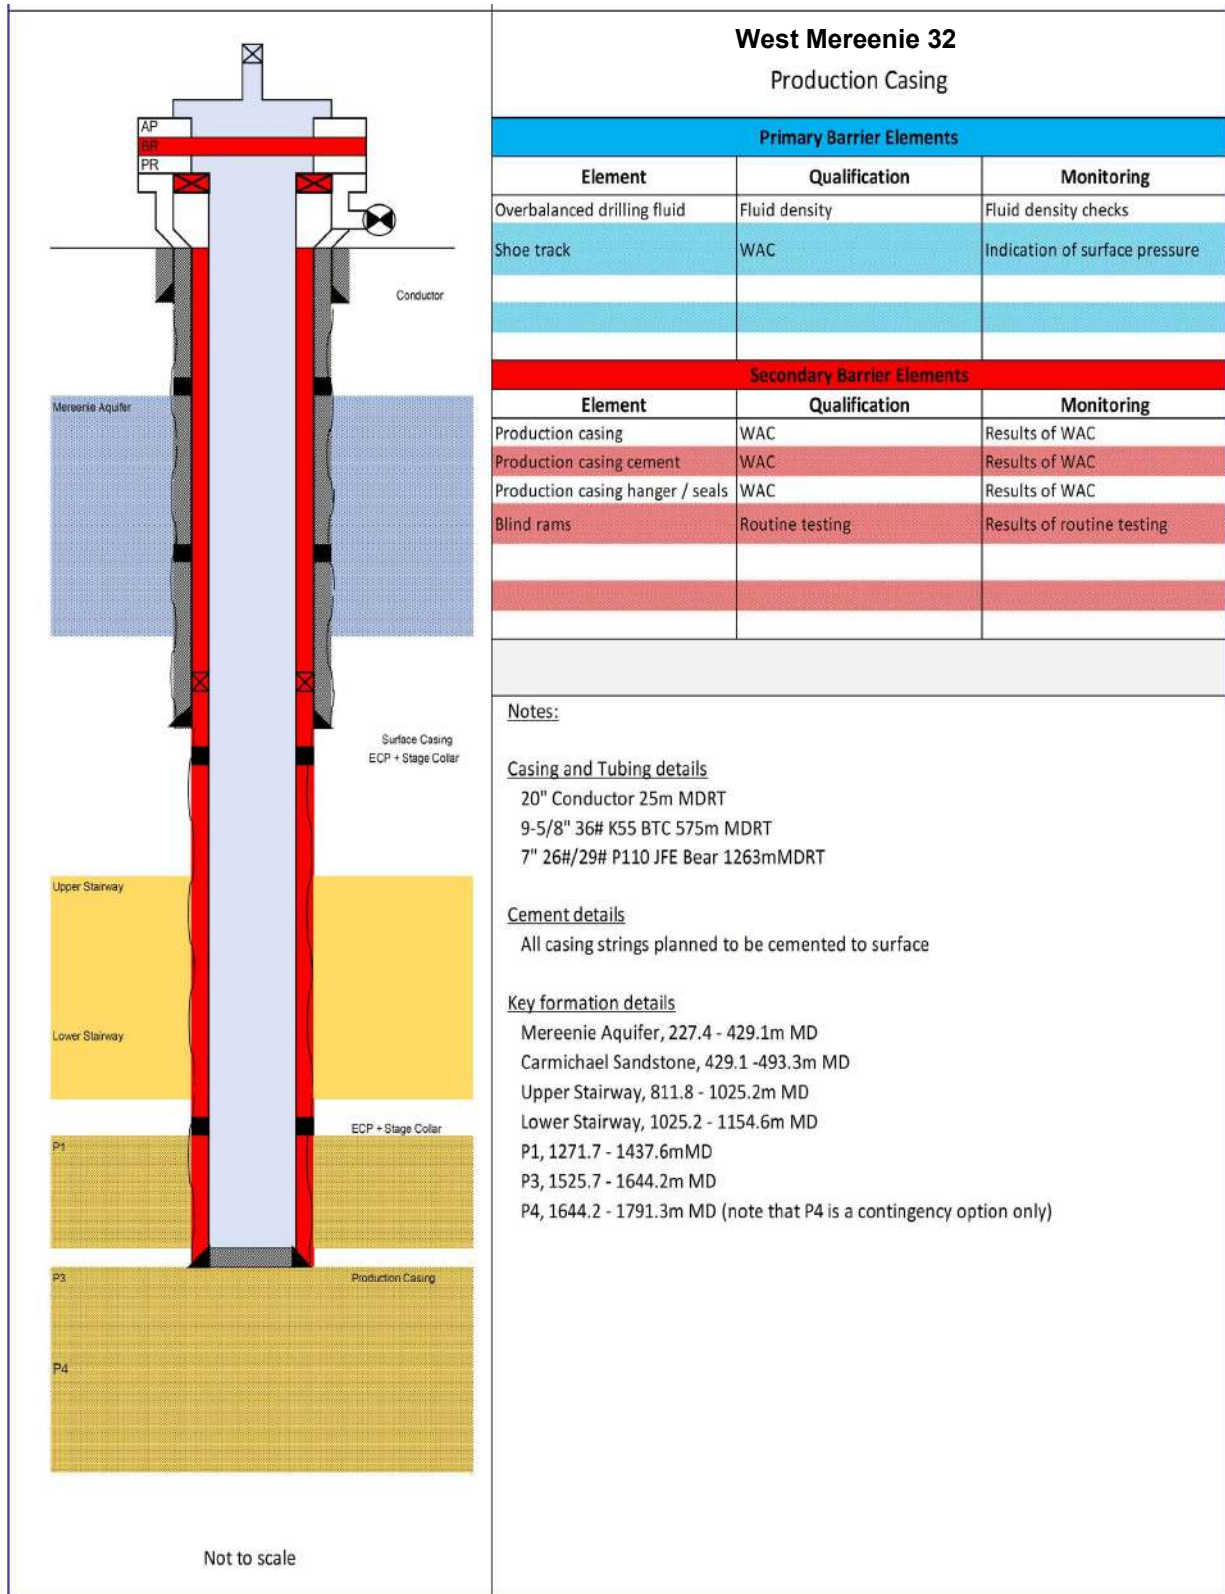 West Mereenie 32
Production Casing
AP
BR
PR
Conductor
Mereenie Aquifer
Surface Casing
ECP + Stage Collar
Upper Stairway
Lower Stairway
ECP + Stage Collar
P1
P3
Production Casing
P4
Not to scale
Primary Barrier Elements
Element Qualification Monitoring
Overbalanced drilling fluid Fluid density Fluid density checks
Shoe track WAC Indication of surface pressure
Secondary Barrier Elements
Element Qualification Monitoring
Production casing WAC Results of WAC
Production casing cement WAC Results of WAC
Production casing hanger / seals WAC Results of WAC
Blind rams Routine testing Results of routine testing
Notes:
Casing and Tubing details
20" Conductor 25m MDRT
9-5/8" 36# K55 BTC 575m MDRT
7" 26#/29# P110 JFE Bear 1263mMDRT
Cement details
All casing strings planned to be cemented to surface
Key formation details
Mereenie Aquifer, 227.4 - 429.1m MD
Carmichael Sandstone, 429.1 -493.3m MD
Upper Stairway, 811.8 - 1025.2m MD
Lower Stairway, 1025.2 - 1154.6m MD
P1, 1271.7 - 1437.6mMD
P3, 1525.7 - 1644.2m MD
P4, 1644.2 - 1791.3m MD (note that P4 is a contingency option only)